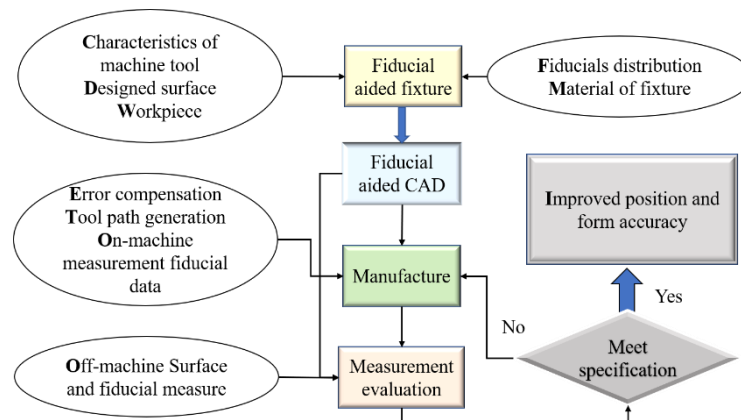 Characteristics of
machine tool
Designed surface
Workpiece
Fiducial
aided fixture
Fiducials distribution
Material of fixture
Fiducial
aided CAD
Improved position and
form accuracy
Error compensation
Tool path generation
On-machine
measurement fiducial
data
Manufacture
Yes
No
Meet
specification
Off-machine Surface
and fiducial measure
Measurement
evaluation